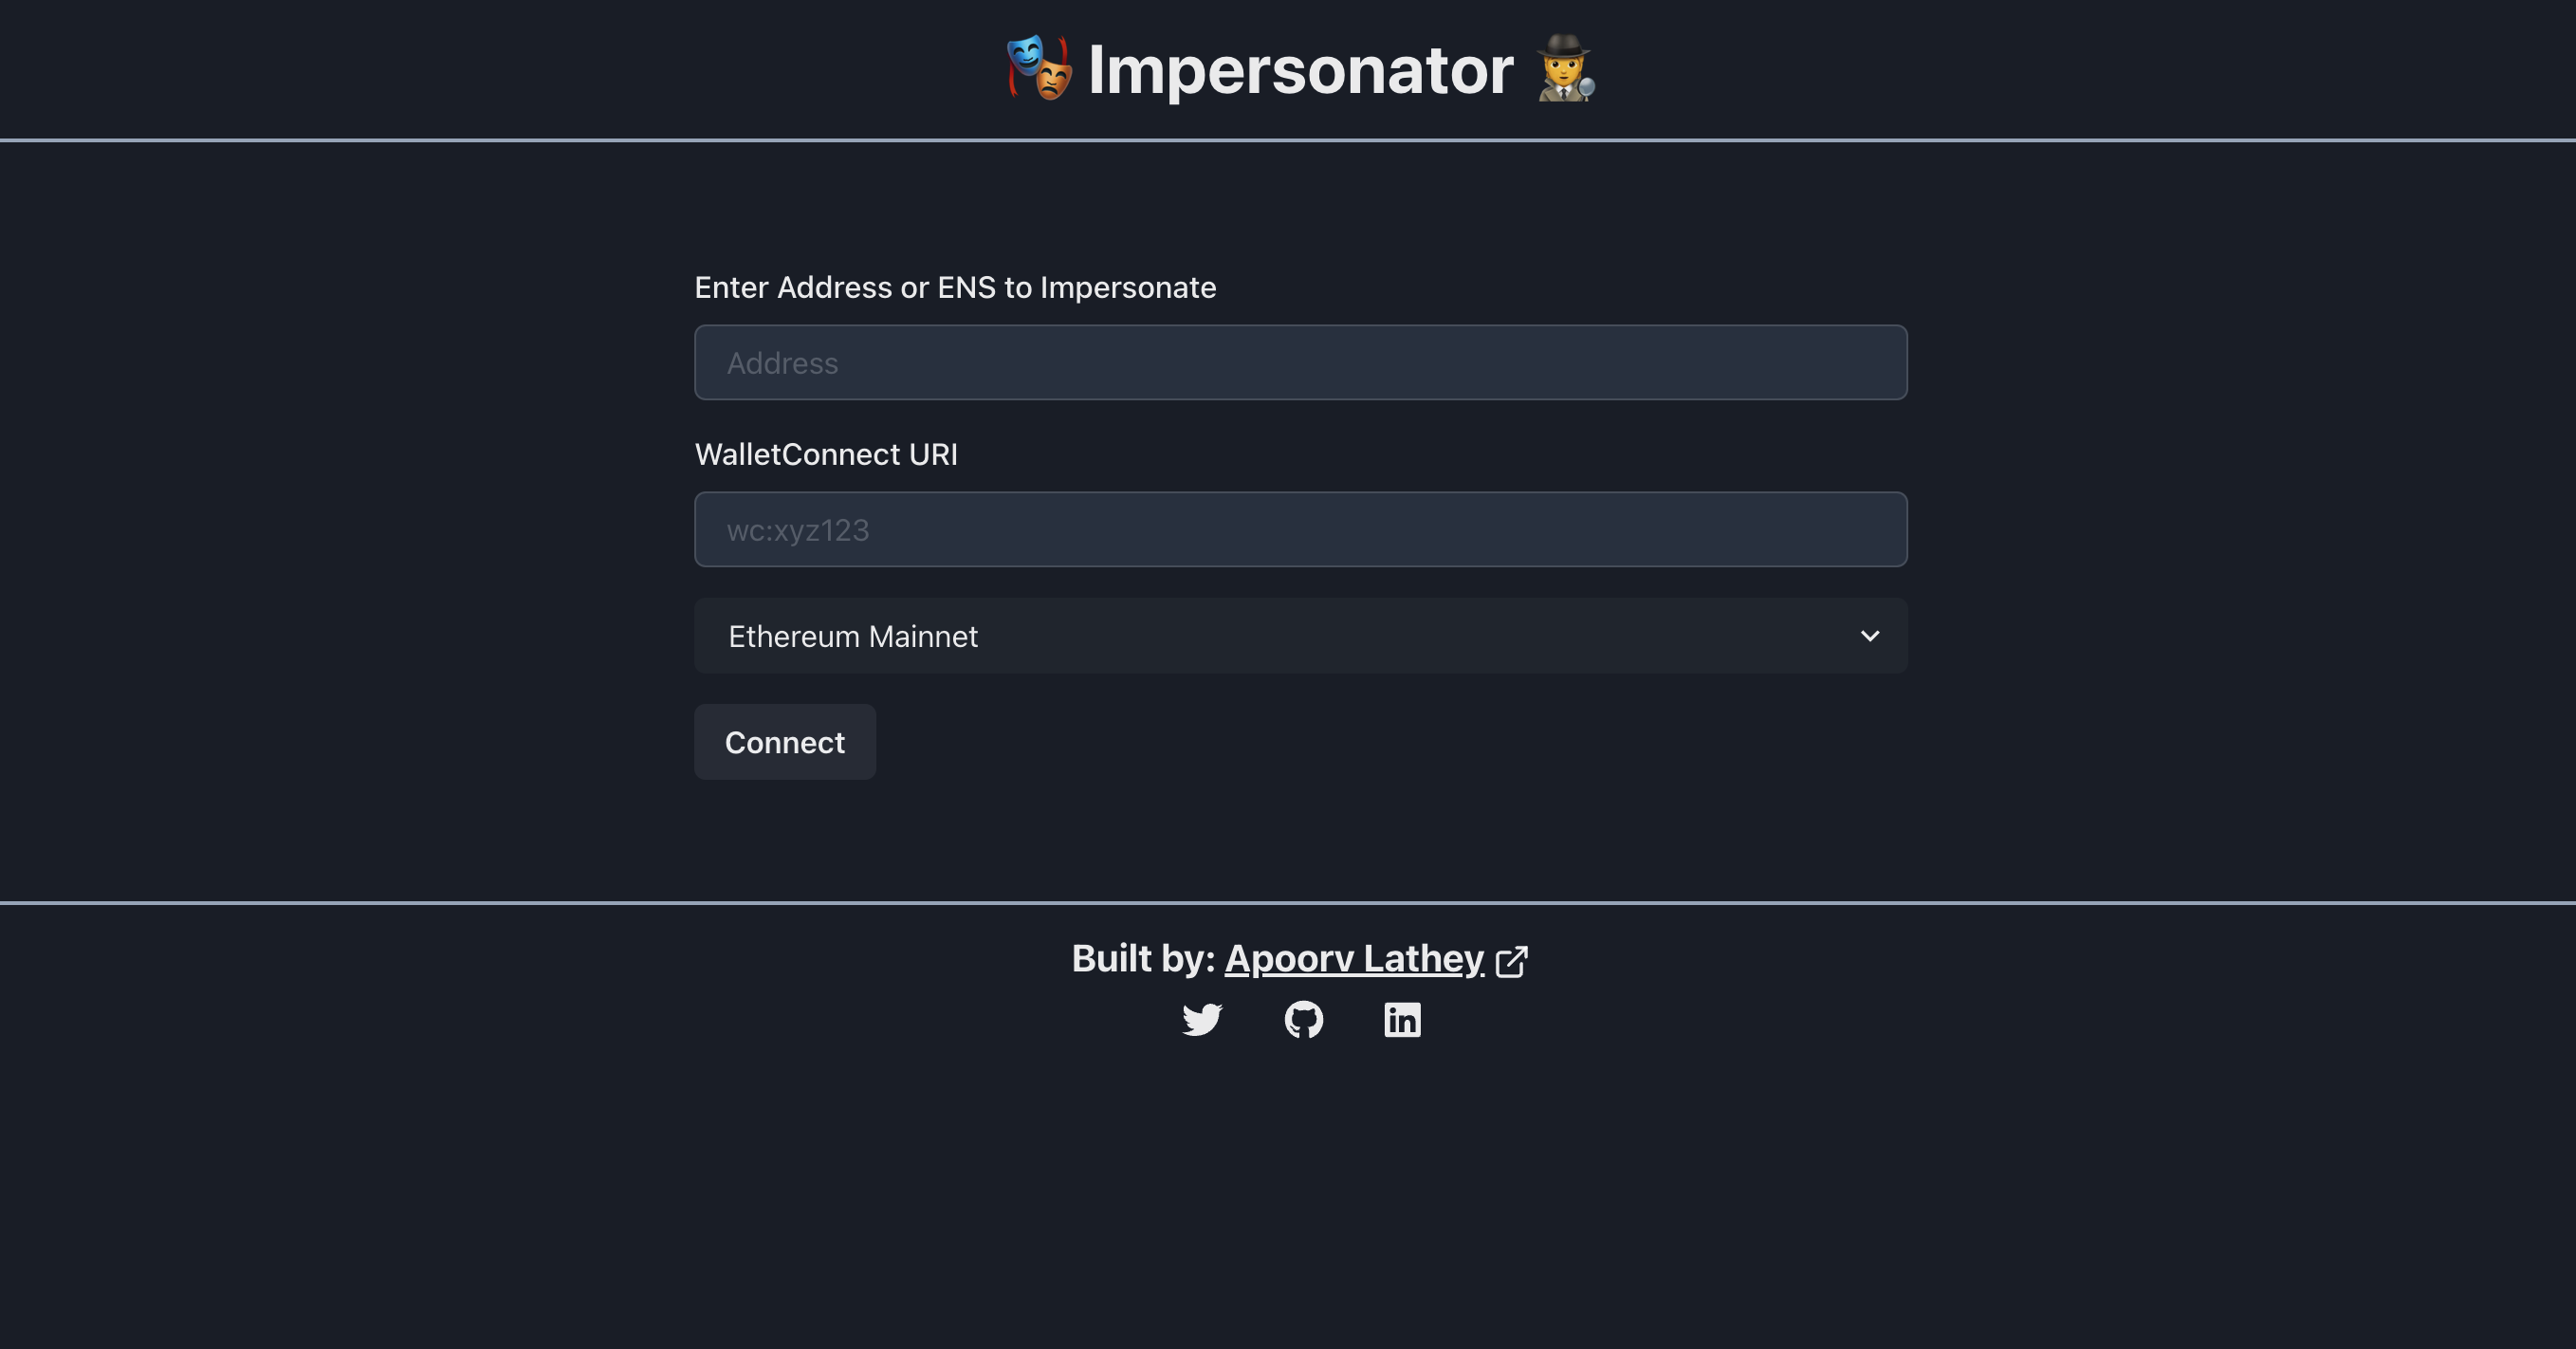 Impersonator
Enter Address or ENS to Impersonate
Address
WalletConnect URI
wc:xyz123
Ethereum Mainnet
Connect
Built by: Apoorv Lathey